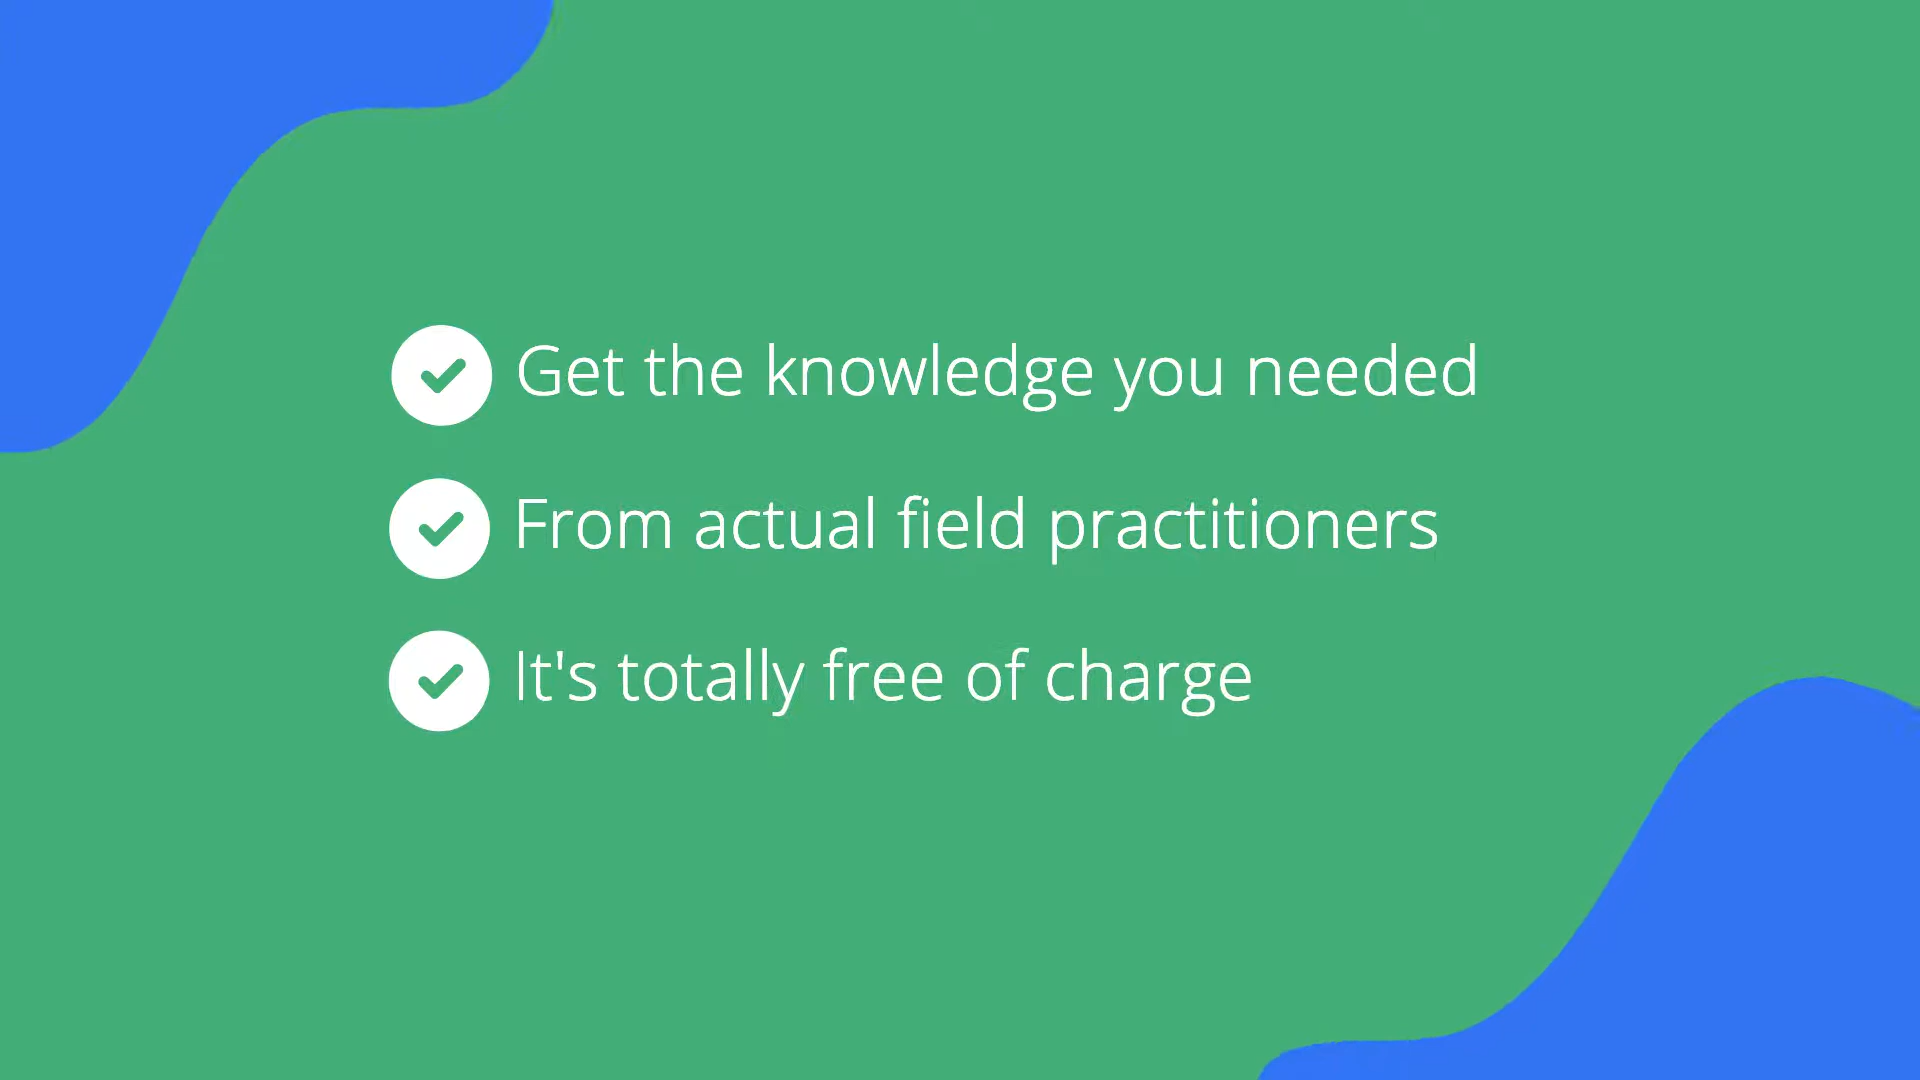 Get the knowledge you needed
From actual field practitioners
It's totally free of charge